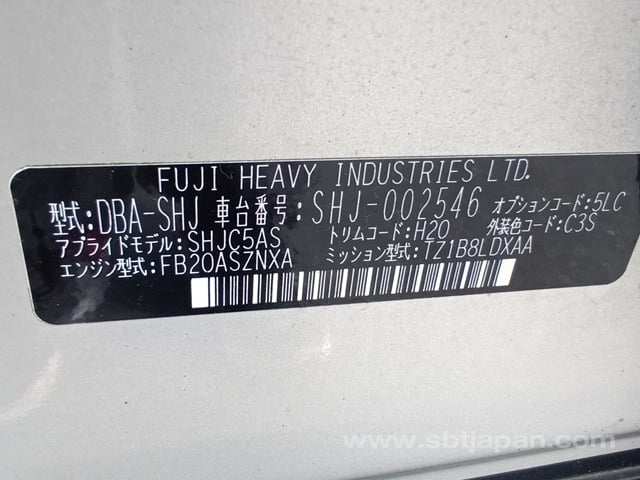 FUJI HEAVY INDUSTRIES LTD.
型式:DBA-SHJ 車台番号:SHJ-002546 オプションコード:5LC
アプライドモデル:SHJC5AS トリムコード:H20 外装色コード:C3S
エンジン型式:FB20ASZNXA ミッション型式:TZ1B8LDXAA
www.sbtjapan.com